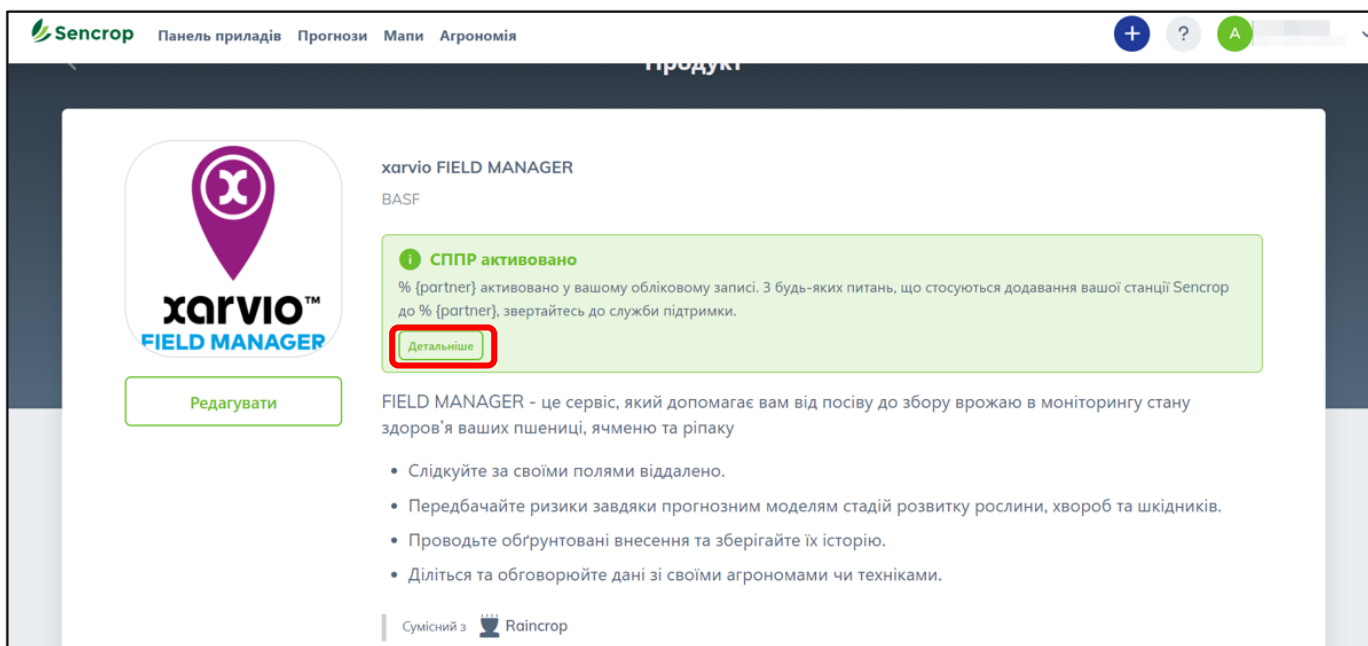 Sencrop Панель приладів Прогнози Мапи Агрономія + ? A
Продукт
xarvio™
FIELD MANAGER
Редагувати
xarvio FIELD MANAGER
BASF
СППР активовано
% {partner} активовано у вашому обліковому записі. З будь-яких питань, що стосуються додавання вашої станції Sencrop
до % {partner}, звертайтесь до служби підтримки.
Детальніше
FIELD MANAGER - це сервіс, який допомагає вам від посіву до збору врожаю в моніторингу стану
здоров'я ваших пшениці, ячменю та ріпаку
• Слідкуйте за своїми полями віддалено.
• Передбачайте ризики завдяки прогнозним моделям стадій розвитку рослини, хвороб та шкідників.
• Проводьте обґрунтовані внесення та зберігайте їх історію.
• Діліться та обговорюйте дані зі своїми агрономами чи техніками.
Сумісний з Raincrop